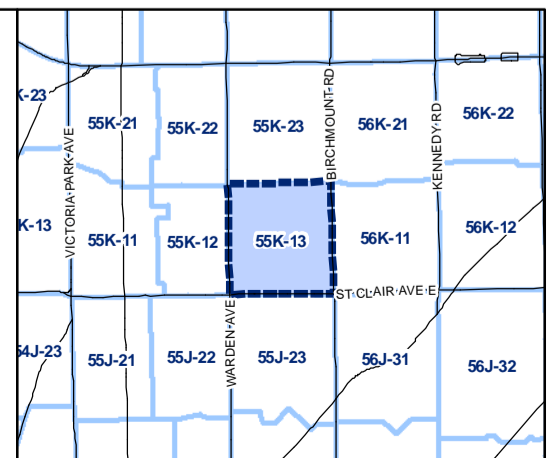 K-23
55K-21
55K-22
55K-23
56K-21
56K-22
VICTORIA PARK AVE
BIRCHMOUNT RD
KENNEDY RD
K-13
55K-11
55K-12
55K-13
56K-11
56K-12
ST CLAIR AVE E
WARDEN AVE
54J-23
55J-21
55J-22
55J-23
56J-31
56J-32